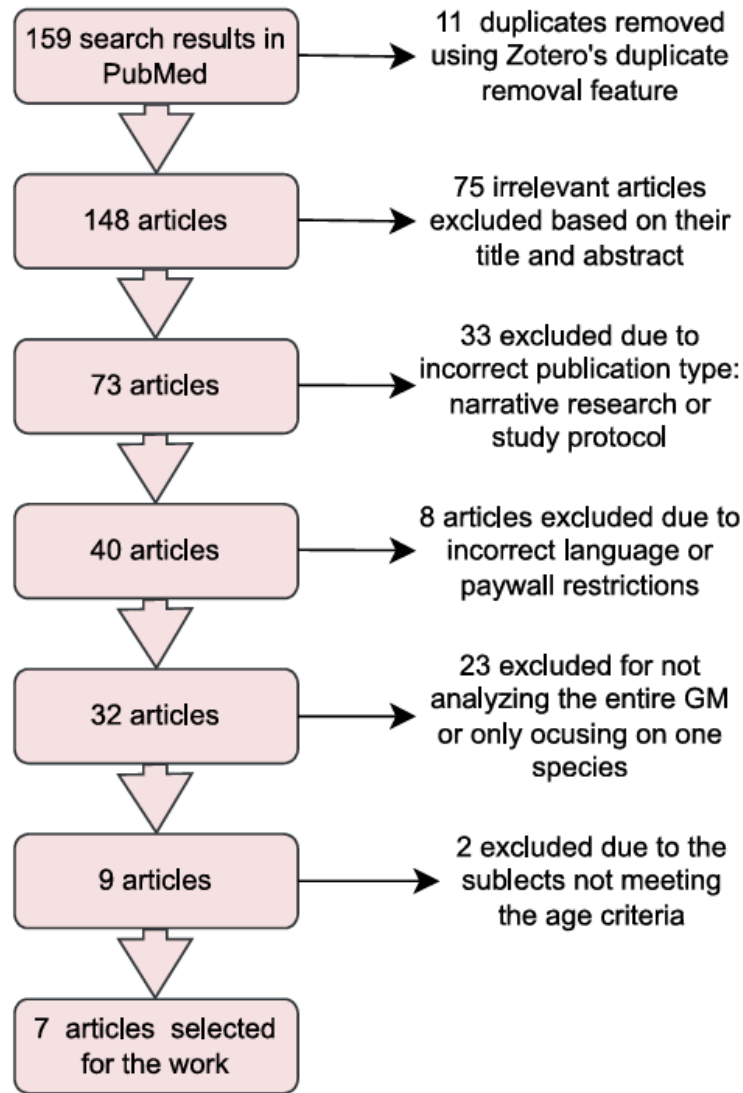 159 search results in
PubMed
11 duplicates removed
using Zotero's duplicate
removal feature
148 articles
75 irrelevant articles
excluded based on their
title and abstract
73 articles
33 excluded due to
incorrect publication type:
narrative research or
study protocol
40 articles
8 articles excluded due to
incorrect language or
paywall restrictions
32 articles
23 excluded for not
analyzing the entire GM
or only ocusing on one
species
9 articles
2 excluded due to the
sublects not meeting
the age criteria
7 articles selected
for the work